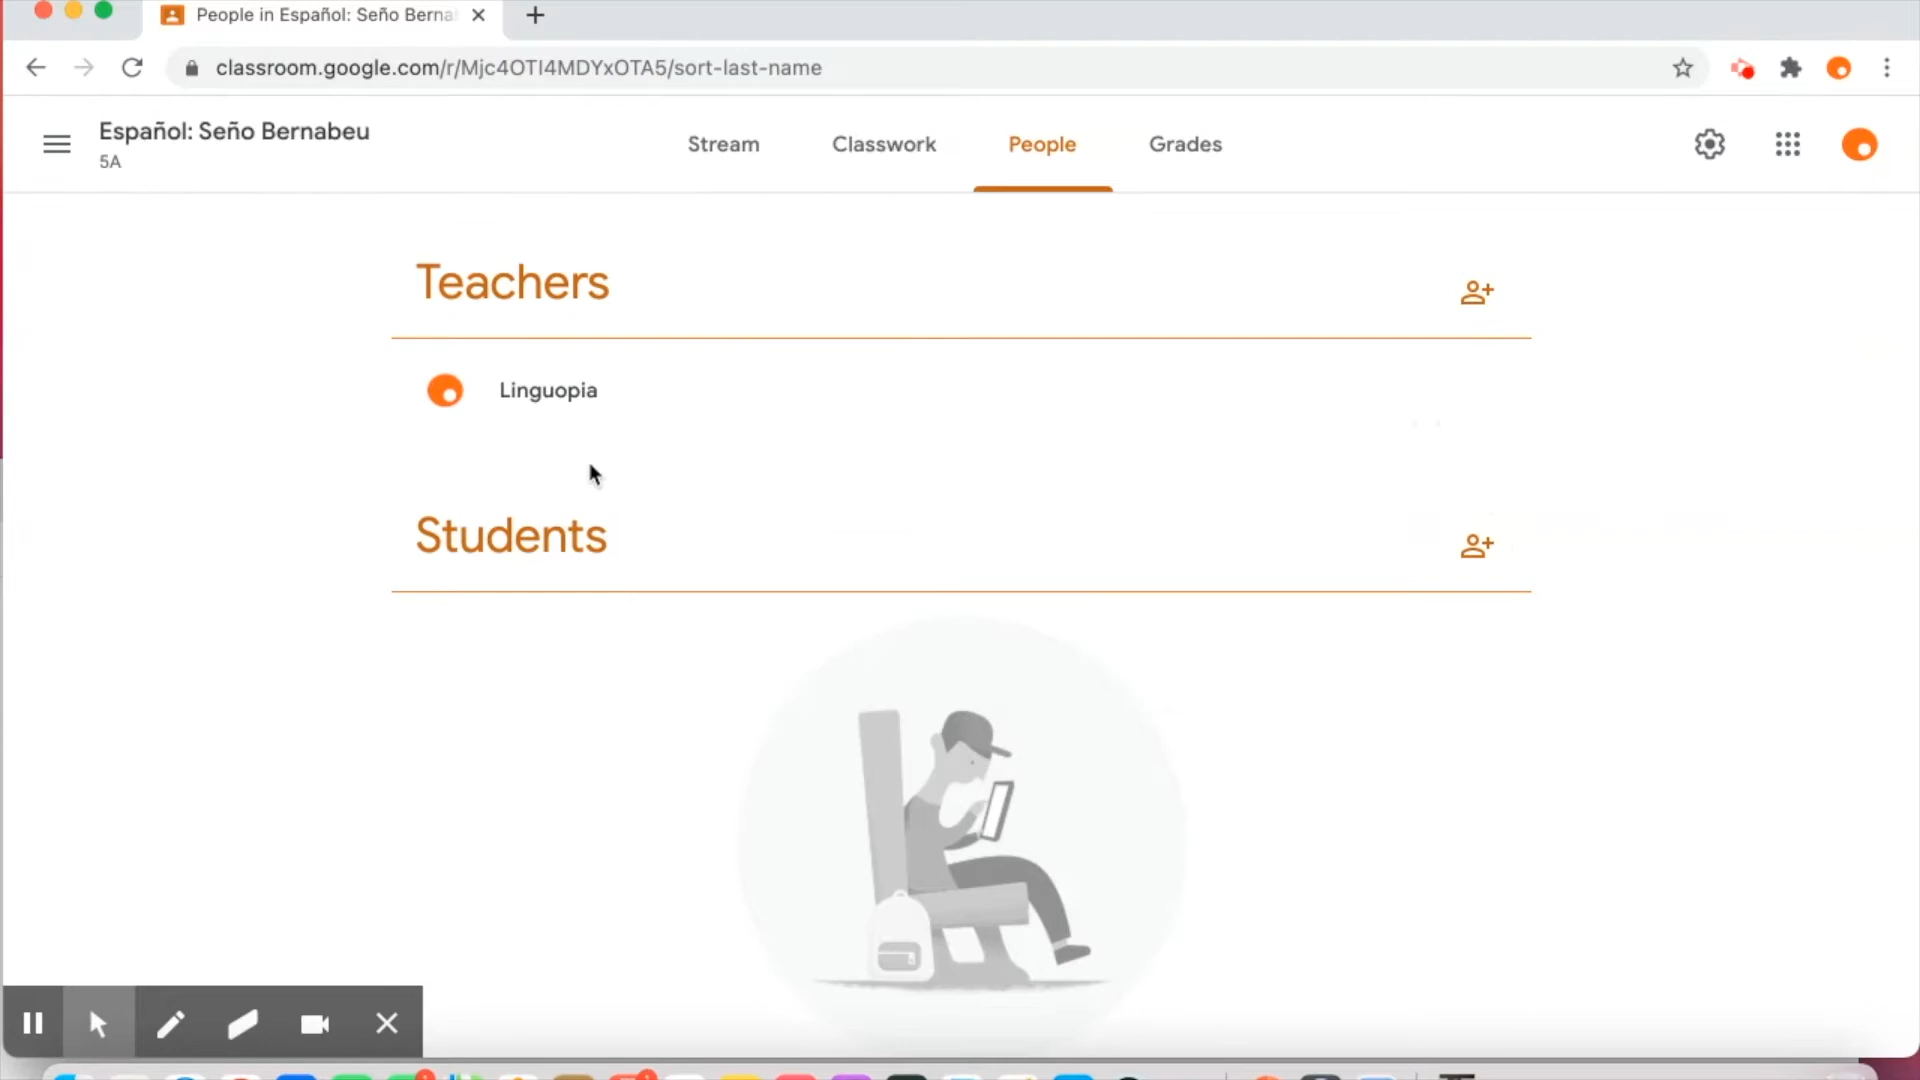 People in Español: Seño Berna
classroom.google.com/r/Mjc4OTI4MDYxOTA5/sort-last-name
Español: Seño Bernabeu
5A
Stream
Classwork
People
Grades
Teachers
Linguopia
Students